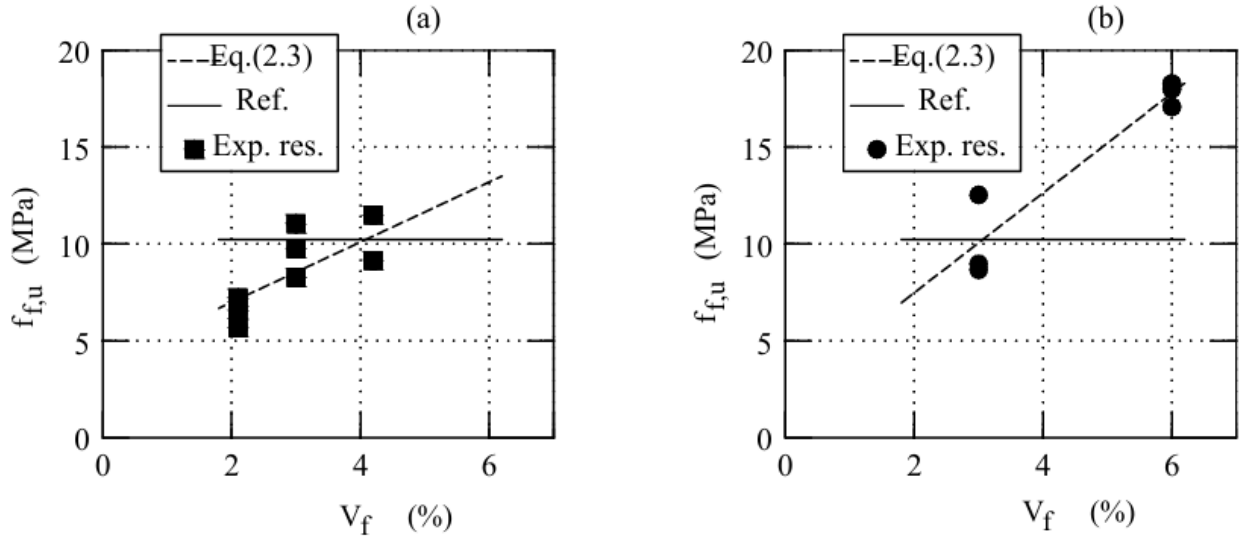 (a)
Eq.(2.3)
Ref.
Exp. res.
20
15
10
5
0
0 2 4 6
f_f,u (MPa)
V_f (%)
(b)
Eq.(2.3)
Ref.
Exp. res.
20
15
10
5
0
0 2 4 6
f_f,u (MPa)
V_f (%)